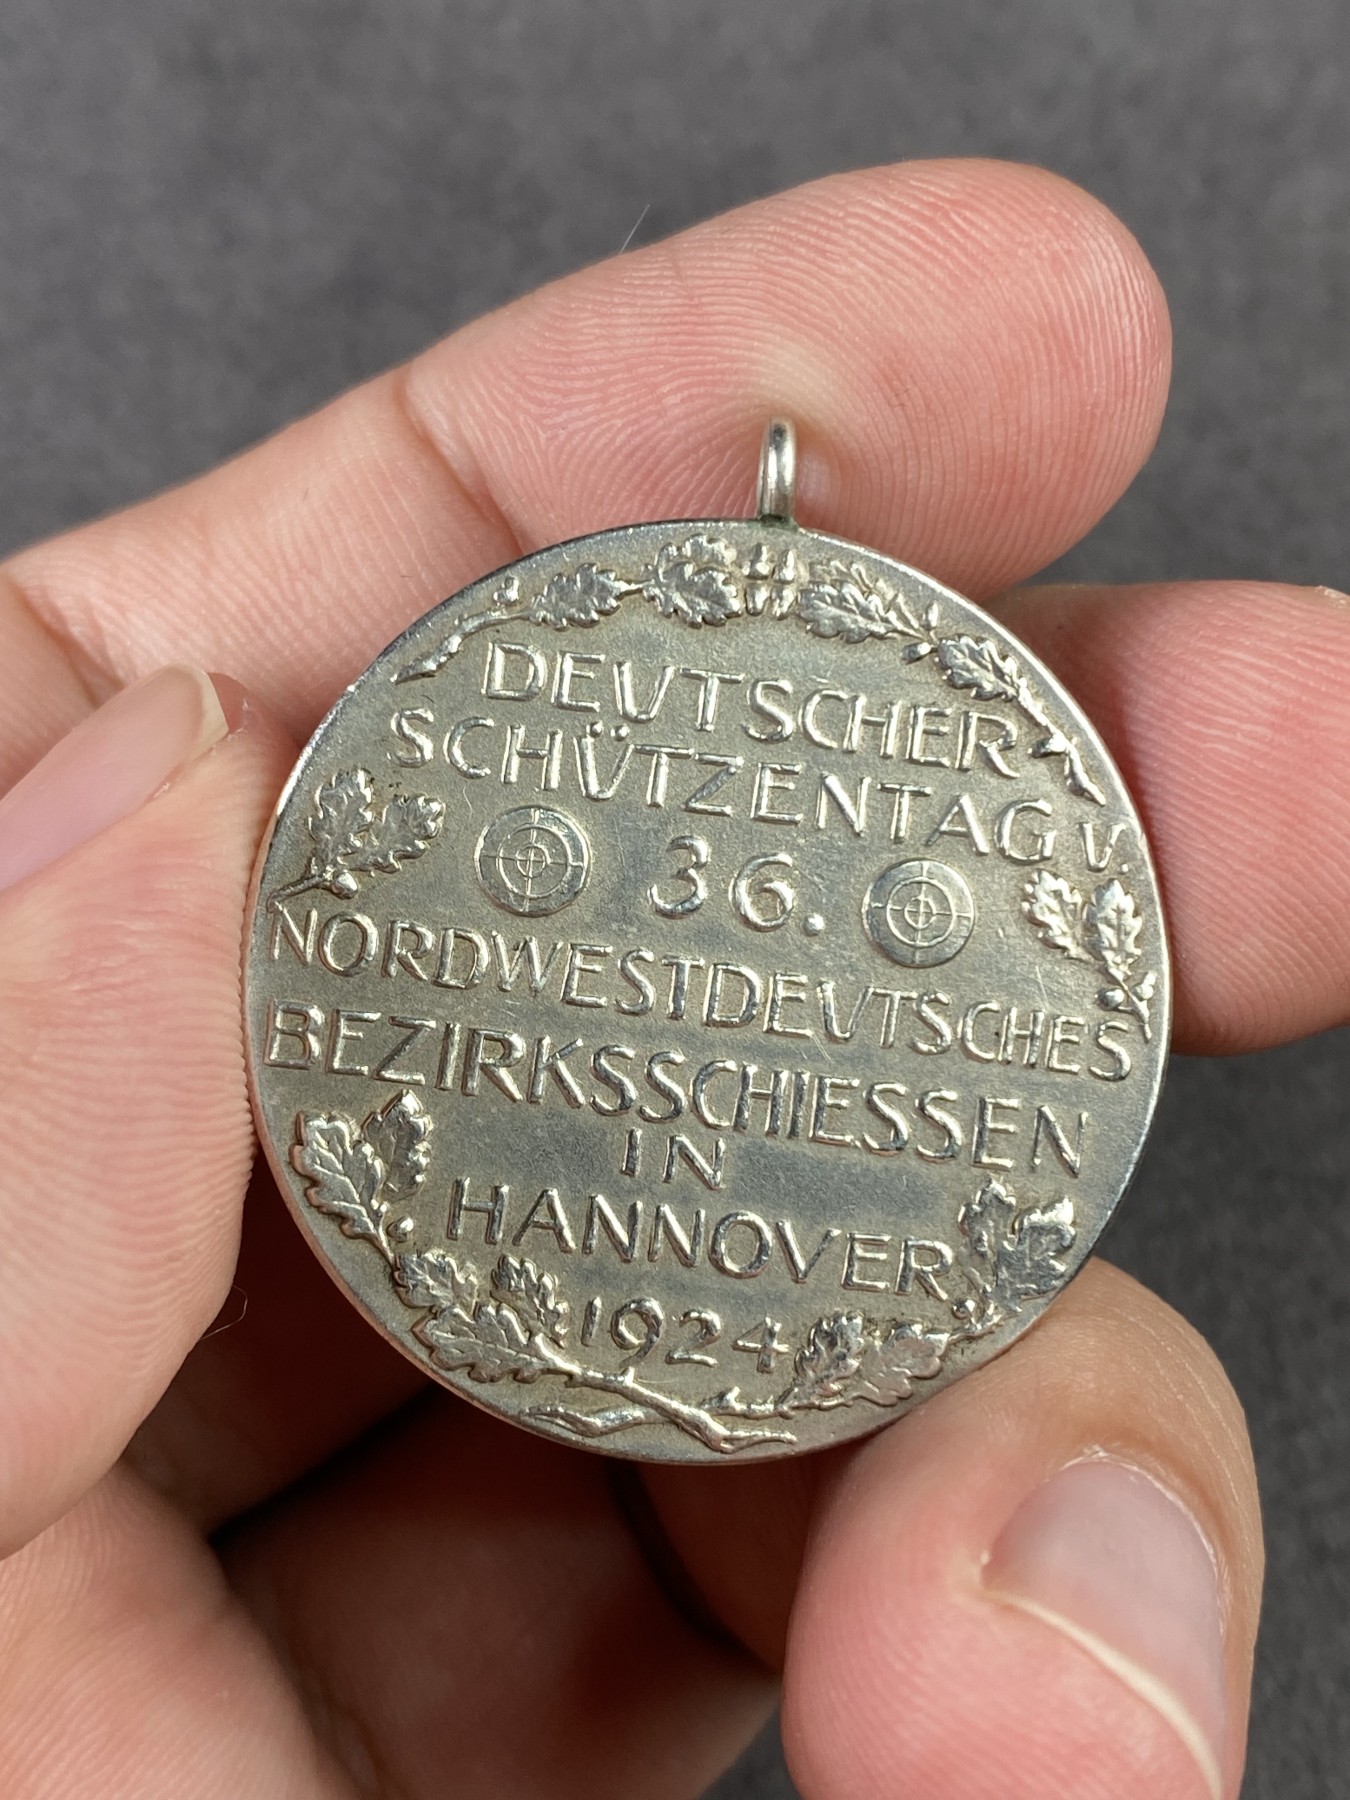 DEVTSCHER
SCHÜTZENTAG V.
36.
NORDWESTDEVTSCHES
BEZIRKSSCHIESSEN
IN
HANNOVER
1924